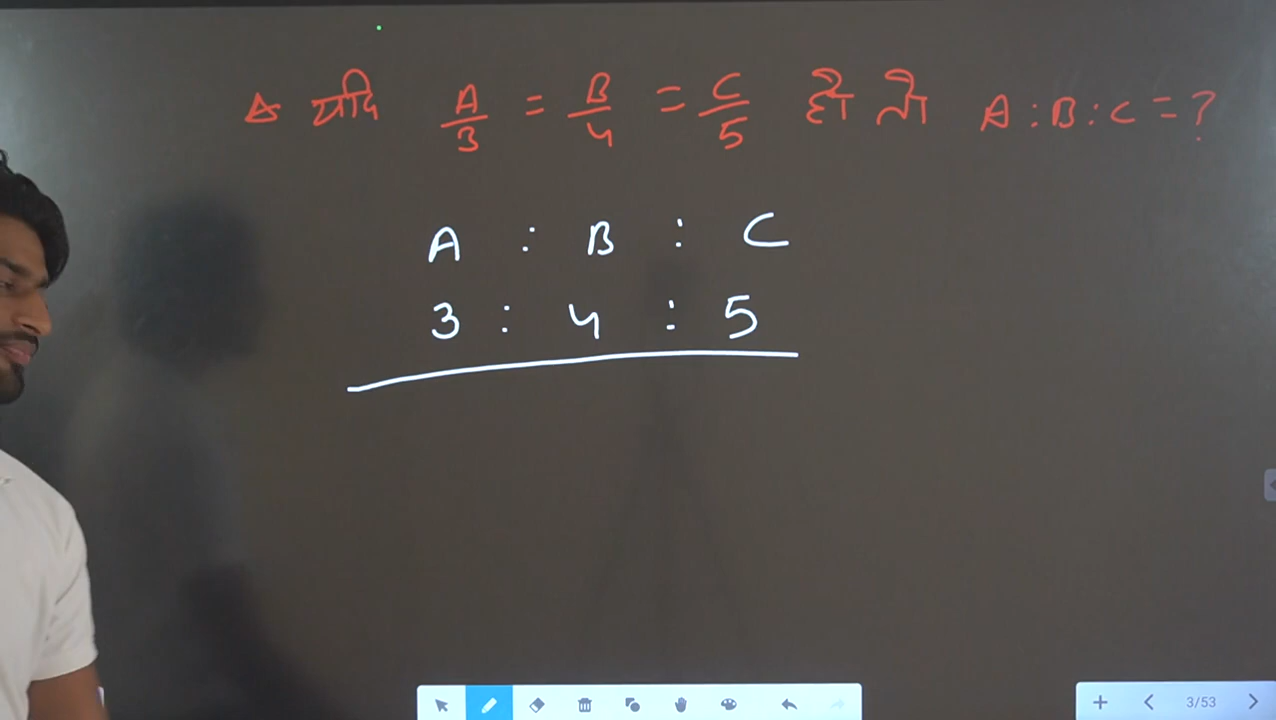 यदि A/3 = B/4 = C/5 हो तो A : B : C = ?
A : B : C
3 : 4 : 5
3/53